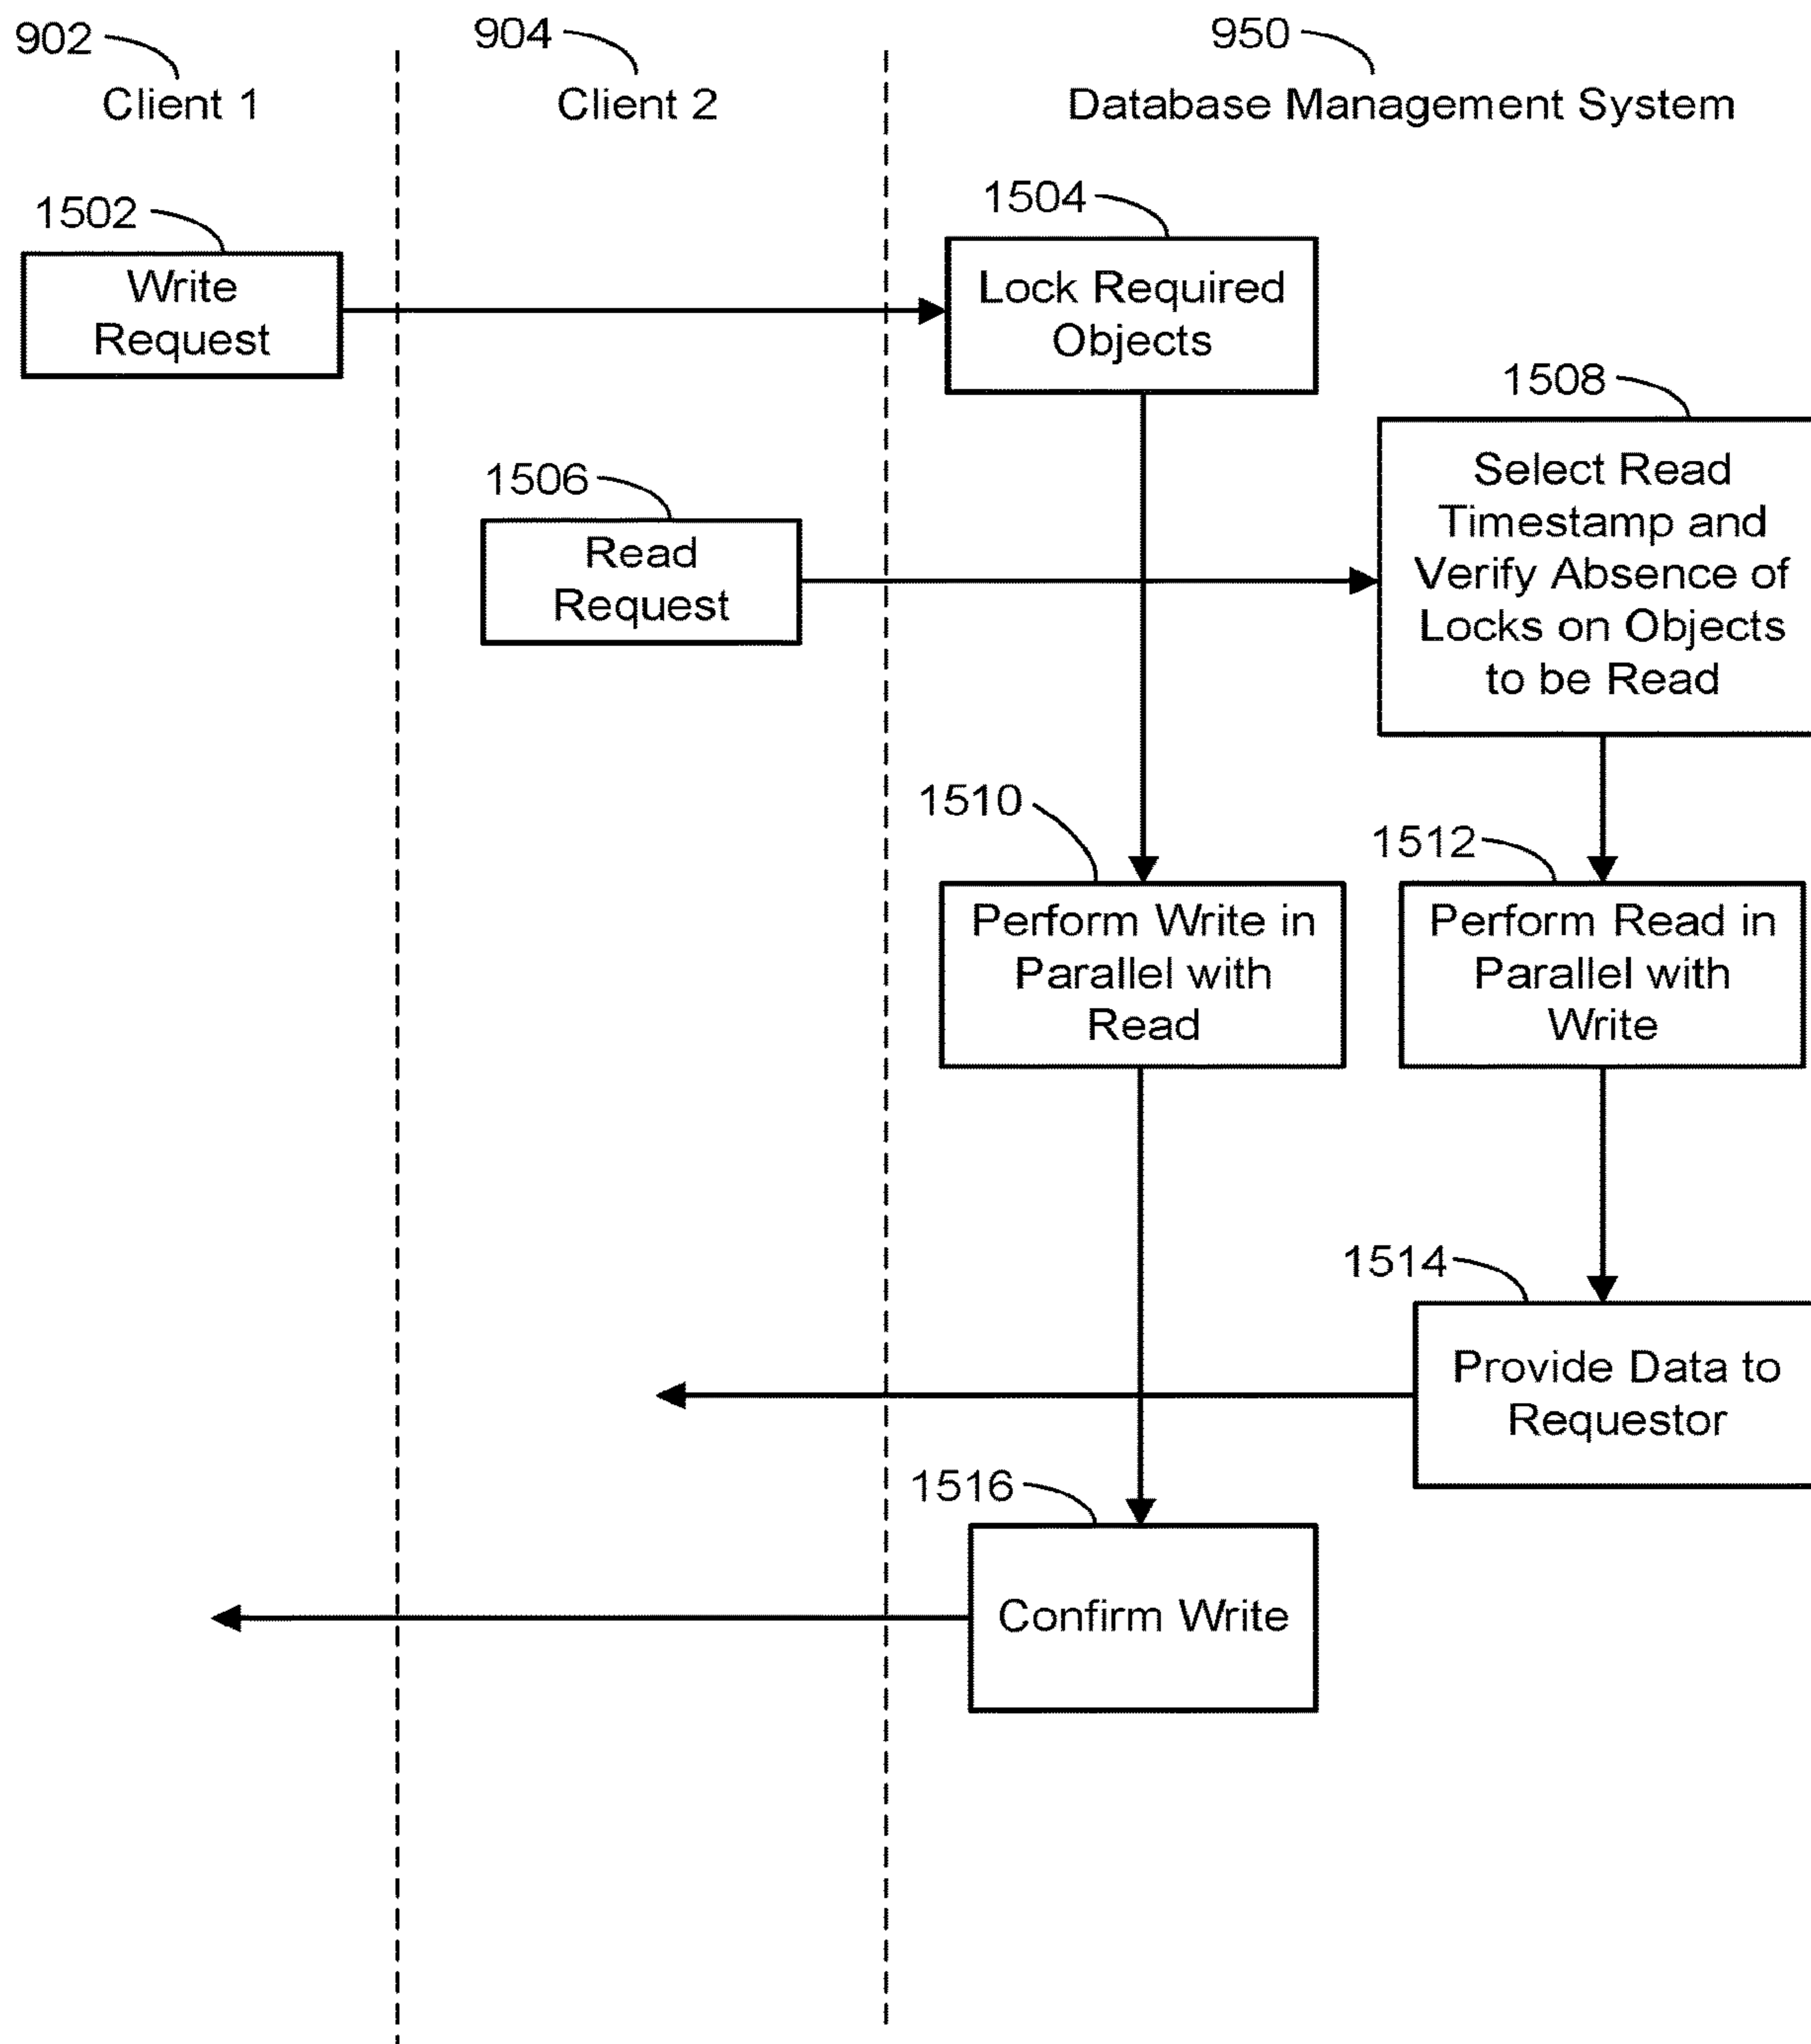 902
904
950
Client 1
Client 2
Database Management System
1502
1504
Write
Request
Lock Required
Objects
1506
1508
Read
Request
Select Read
Timestamp and
Verify Absence of
Locks on Objects
to be Read
1510
1512
Perform Write in
Parallel with
Read
Perform Read in
Parallel with
Write
1514
Provide Data to
Requestor
1516
Confirm Write